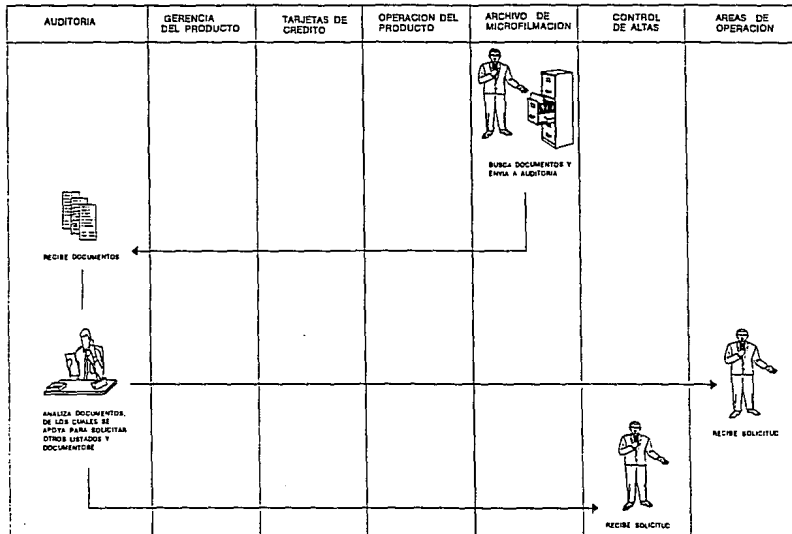 AUDITORIA
GERENCIA
DEL PRODUCTO
TARJETAS DE
CREDITO
OPERACION DEL
PRODUCTO
ARCHIVO DE
MICROFILMACION
CONTROL
DE ALTAS
AREAS DE
OPERACION
BUSCA DOCUMENTOS Y
ENVIA A AUDITORIA
RECIBE DOCUMENTOS
ANALIZA DOCUMENTOS,
DE LOS CUALES SE
APOYA PARA SOLICITAR
OTROS LISTADOS Y
DOCUMENTOSE
RECIBE SOLICITUD
RECIBE SOLICITUD